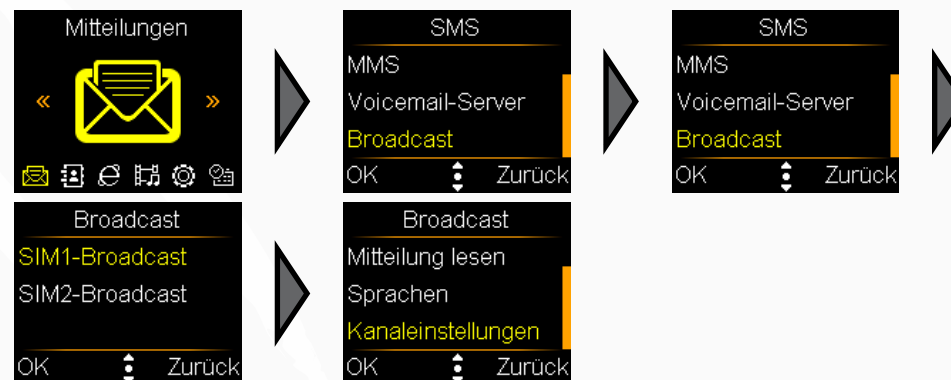 Mitteilungen
« »
SMS
MMS
Voicemail-Server
Broadcast
OK Zurück
SMS
MMS
Voicemail-Server
Broadcast
OK Zurück
Broadcast
SIM1-Broadcast
SIM2-Broadcast
OK Zurück
Broadcast
Mitteilung lesen
Sprachen
Kanaleinstellungen
OK Zurück